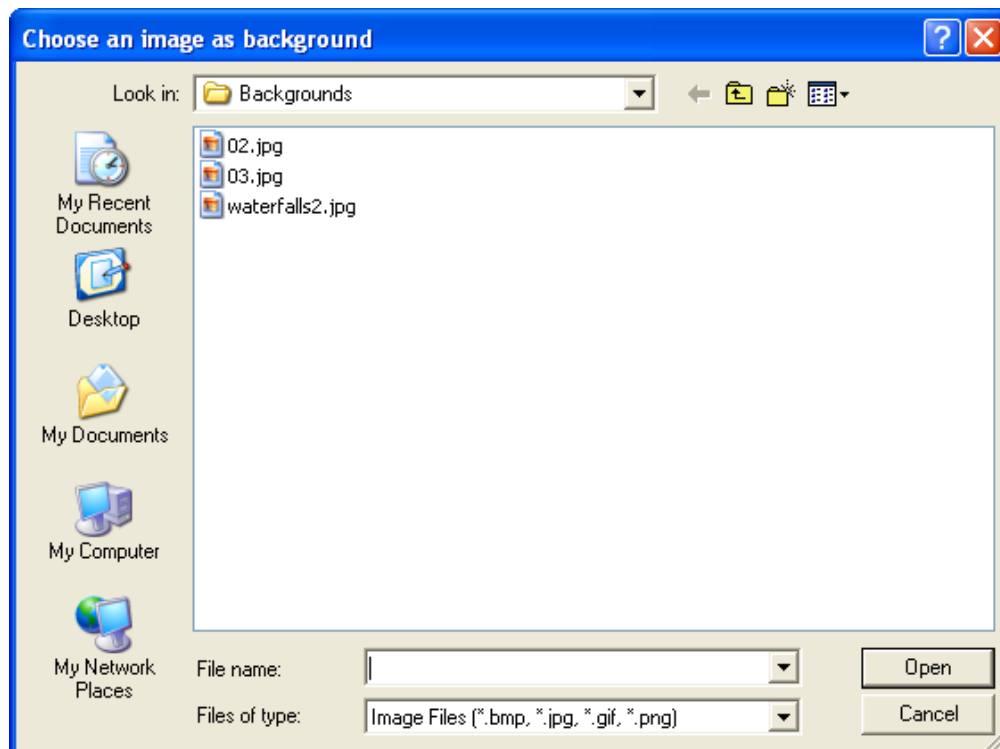 Choose an image as background
Look in: Backgrounds
02.jpg
03.jpg
waterfalls2.jpg
My Recent
Documents
Desktop
My Documents
My Computer
My Network
Places
File name:
Open
Files of type: Image Files (*.bmp, *.jpg, *.gif, *.png)
Cancel